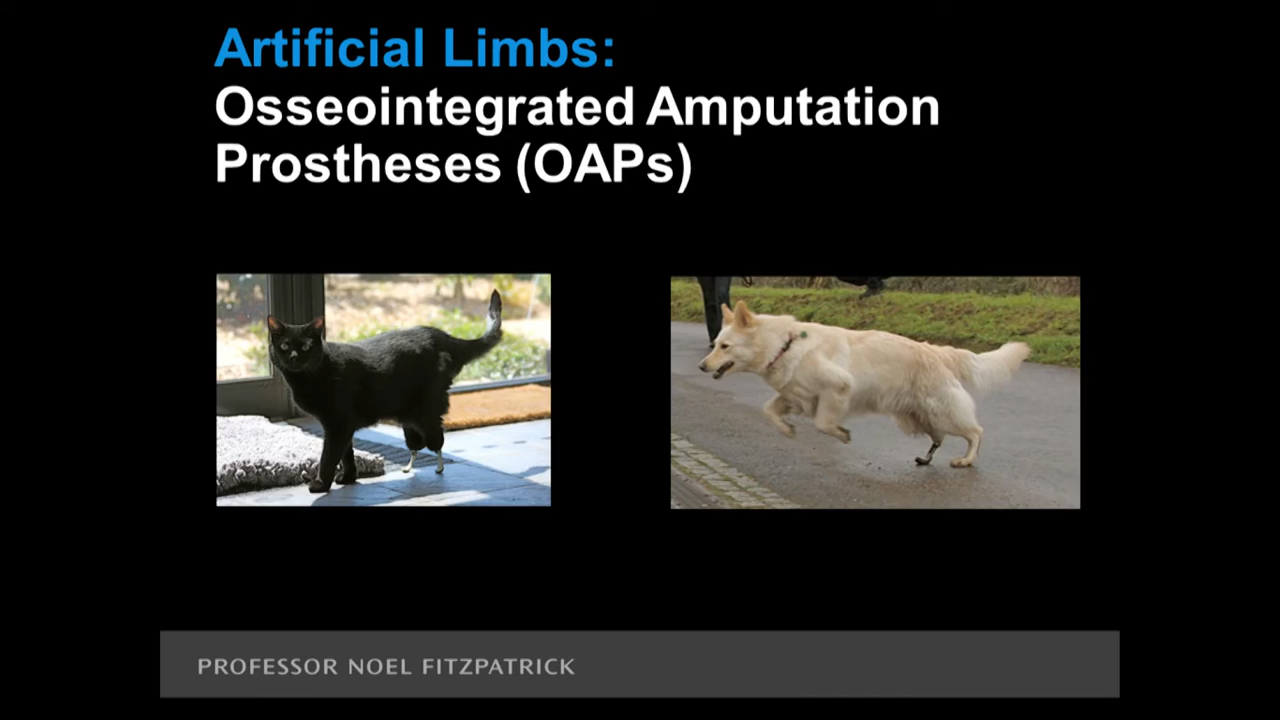 Artificial Limbs:
Osseointegrated Amputation
Prostheses (OAPs)
PROFESSOR NOEL FITZPATRICK